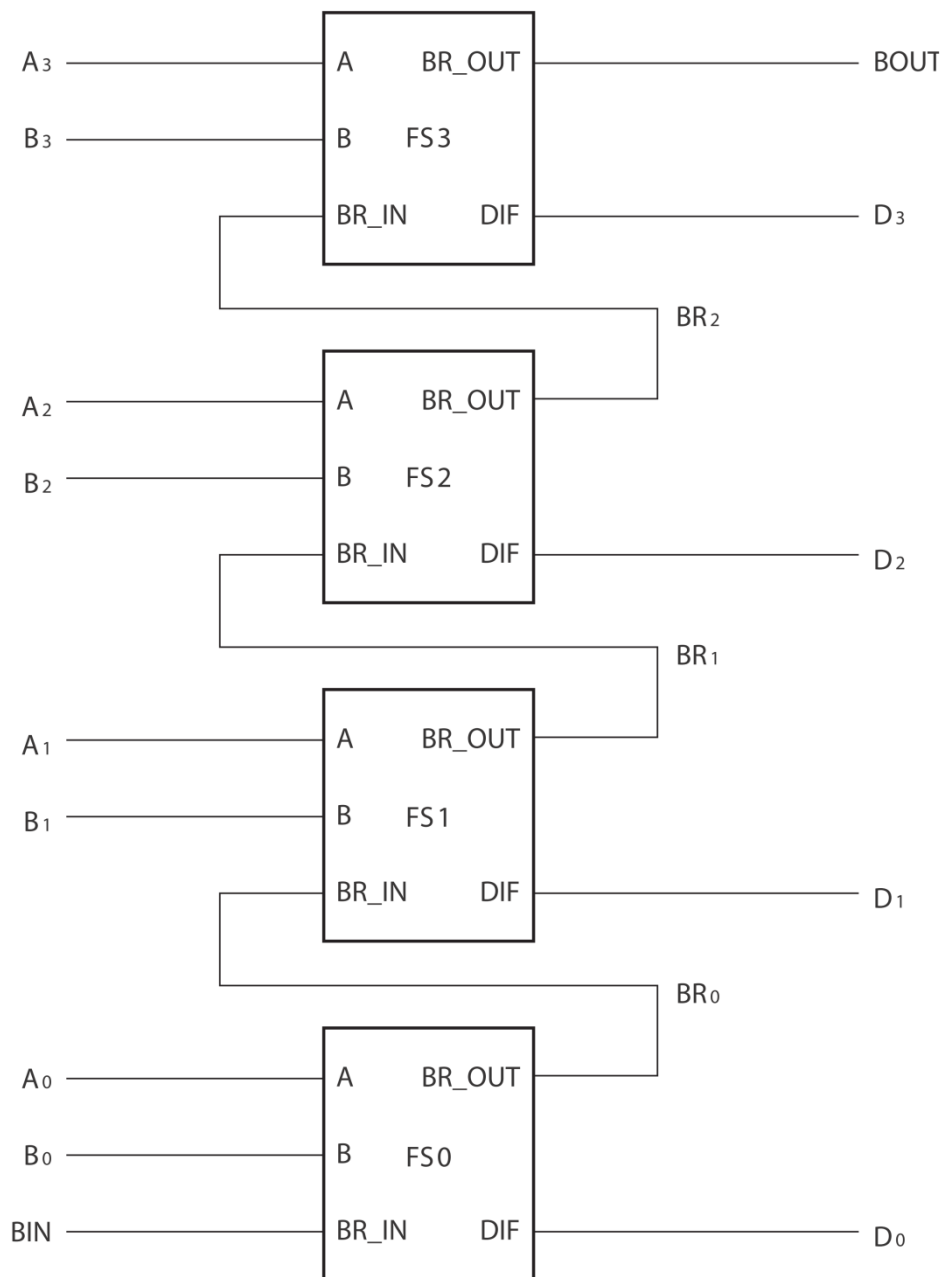 A3 A BR_OUT BOUT
B3 B FS3
BR_IN DIF D3
BR2
A2 A BR_OUT
B2 B FS2
BR_IN DIF D2
BR1
A1 A BR_OUT
B1 B FS1
BR_IN DIF D1
BR0
A0 A BR_OUT
B0 B FS0
BIN BR_IN DIF D0